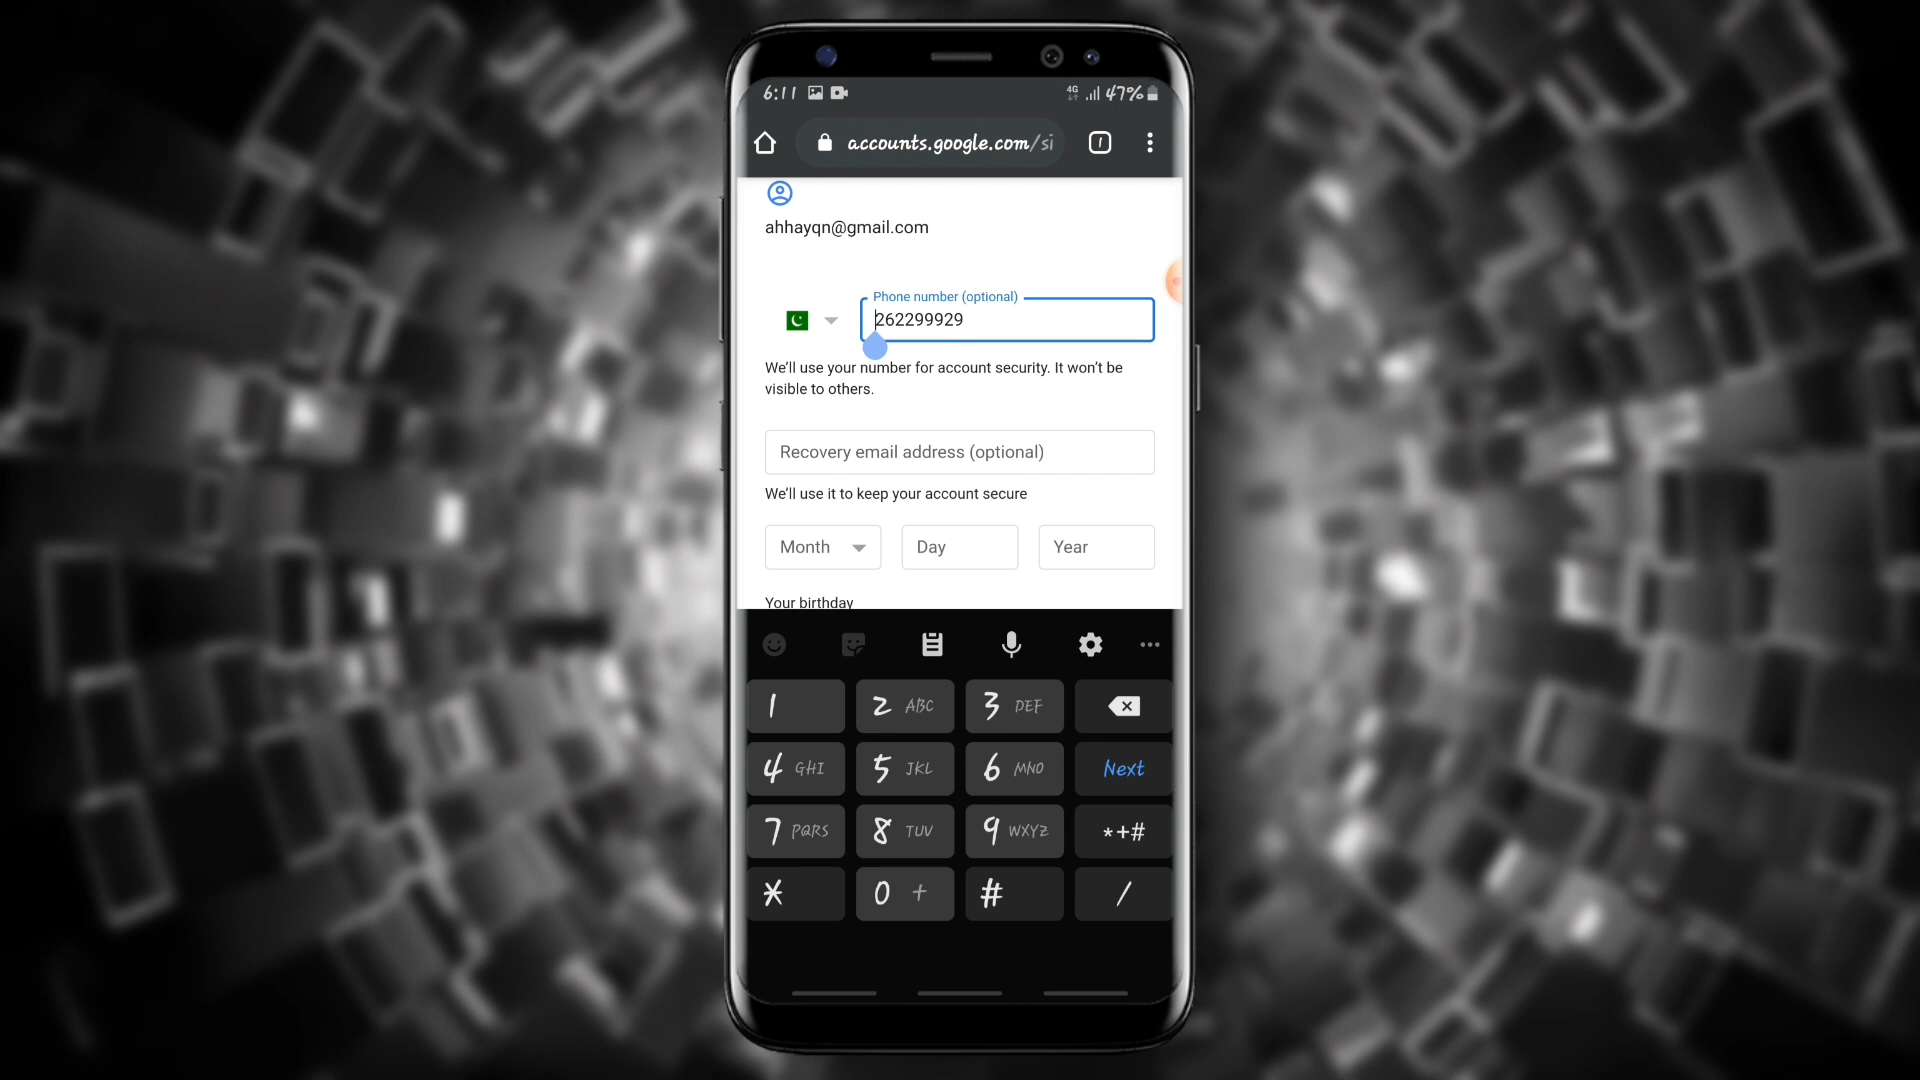 6:11 4G 47%
accounts.google.com/si 1
ahhayqn@gmail.com
Phone number (optional)
262299929
We'll use your number for account security. It won't be
visible to others.
Recovery email address (optional)
We'll use it to keep your account secure
Month Day Year
Your birthday
1 2 ABC 3 DEF
4 GHI 5 JKL 6 MNO Next
7 PQRS 8 TUV 9 WXYZ *+#
* 0 + # /